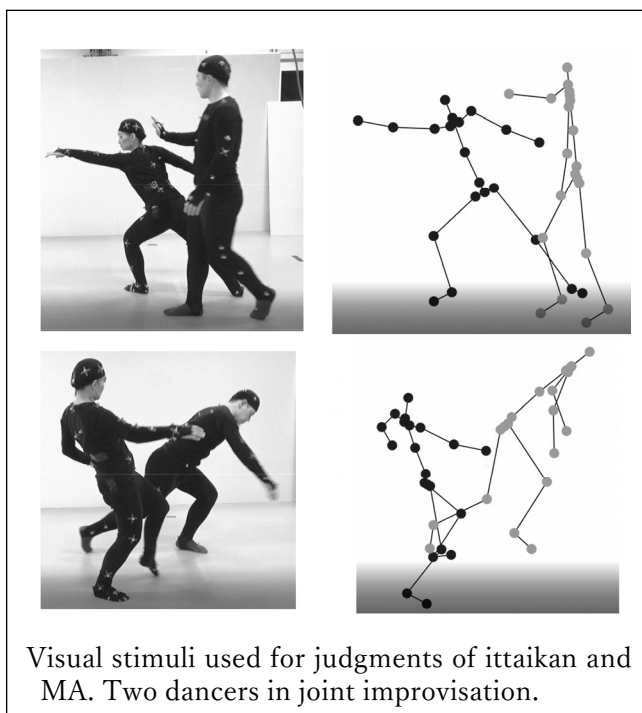 Visual stimuli used for judgments of ittaikan and
MA. Two dancers in joint improvisation.